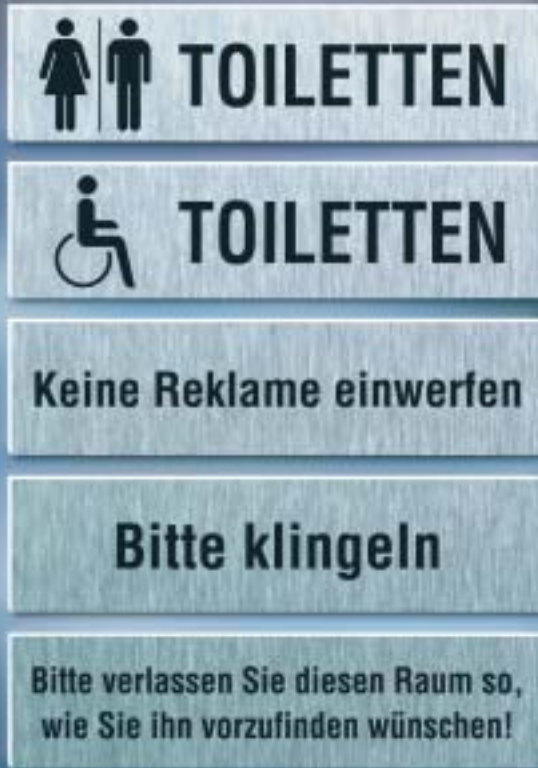 TOILETTEN
TOILETTEN
Keine Reklame einwerfen
Bitte klingeln
Bitte verlassen Sie diesen Raum so,
wie Sie ihn vorzufinden wünschen!